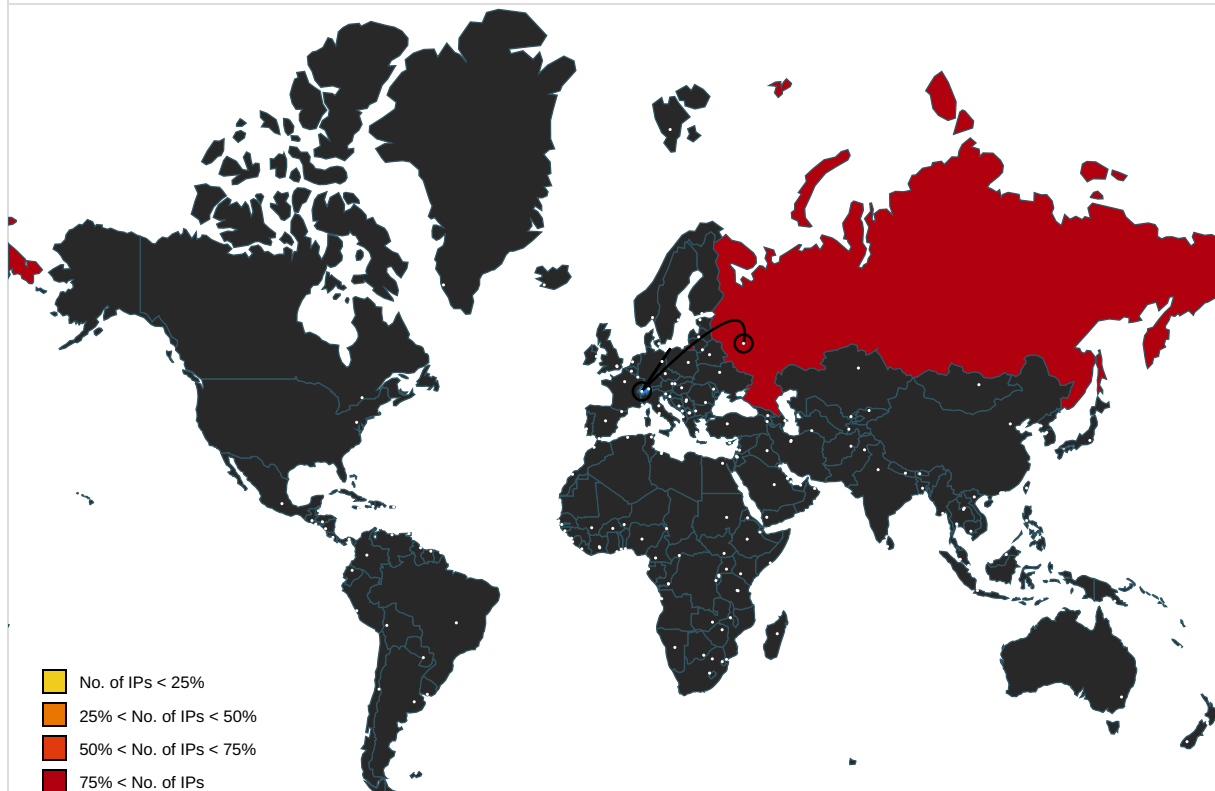 No. of IPs < 25%
25% < No. of IPs < 50%
50% < No. of IPs < 75%
75% < No. of IPs